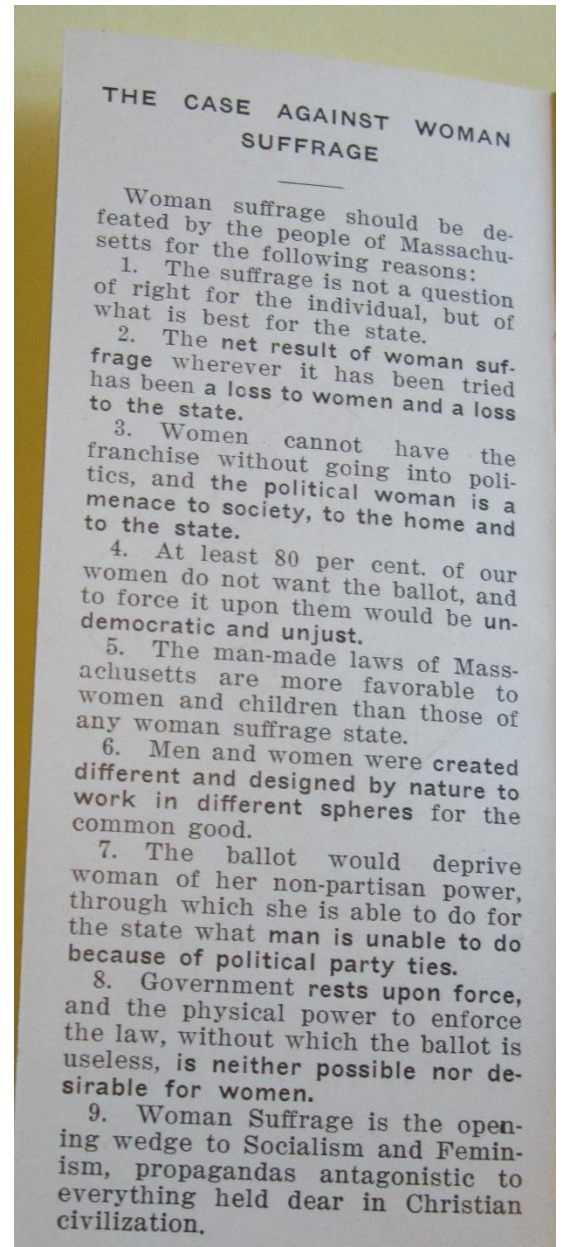 THE CASE AGAINST WOMAN
SUFFRAGE
Woman suffrage should be de-
feated by the people of Massachu-
setts for the following reasons:
1. The suffrage is not a question
of right for the individual, but of
what is best for the state.
2. The net result of woman suf-
frage wherever it has been tried
has been a loss to women and a loss
to the state.
3. Women cannot have the
franchise without going into poli-
tics, and the political woman is a
menace to society, to the home and
to the state.
4. At least 80 per cent. of our
women do not want the ballot, and
to force it upon them would be un-
democratic and unjust.
5. The man-made laws of Mass-
achusetts are more favorable to
women and children than those of
any woman suffrage state.
6. Men and women were created
different and designed by nature to
work in different spheres for the
common good.
7. The ballot would deprive
woman of her non-partisan power,
through which she is able to do for
the state what man is unable to do
because of political party ties.
8. Government rests upon force,
and the physical power to enforce
the law, without which the ballot is
useless, is neither possible nor de-
sirable for women.
9. Woman Suffrage is the open-
ing wedge to Socialism and Femin-
ism, propagandas antagonistic to
everything held dear in Christian
civilization.